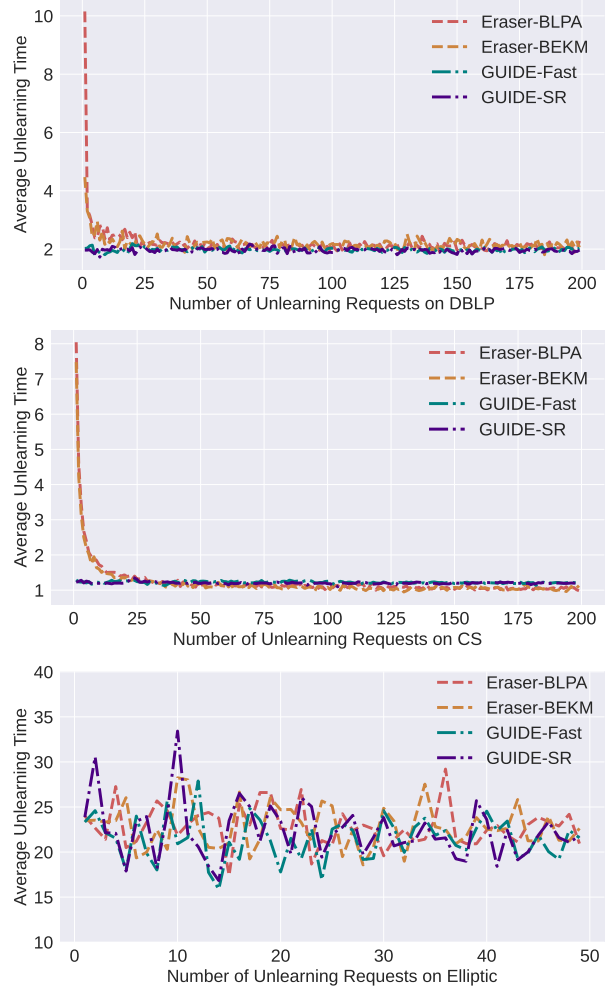 10
8
6
4
2
Average Unlearning Time
Eraser-BLPA
Eraser-BEKM
GUIDE-Fast
GUIDE-SR
0 25 50 75 100 125 150 175 200
Number of Unlearning Requests on DBLP
8
7
6
5
4
3
2
1
Average Unlearning Time
Eraser-BLPA
Eraser-BEKM
GUIDE-Fast
GUIDE-SR
0 25 50 75 100 125 150 175 200
Number of Unlearning Requests on CS
40
35
30
25
20
15
10
Average Unlearning Time
Eraser-BLPA
Eraser-BEKM
GUIDE-Fast
GUIDE-SR
0 10 20 30 40 50
Number of Unlearning Requests on Elliptic